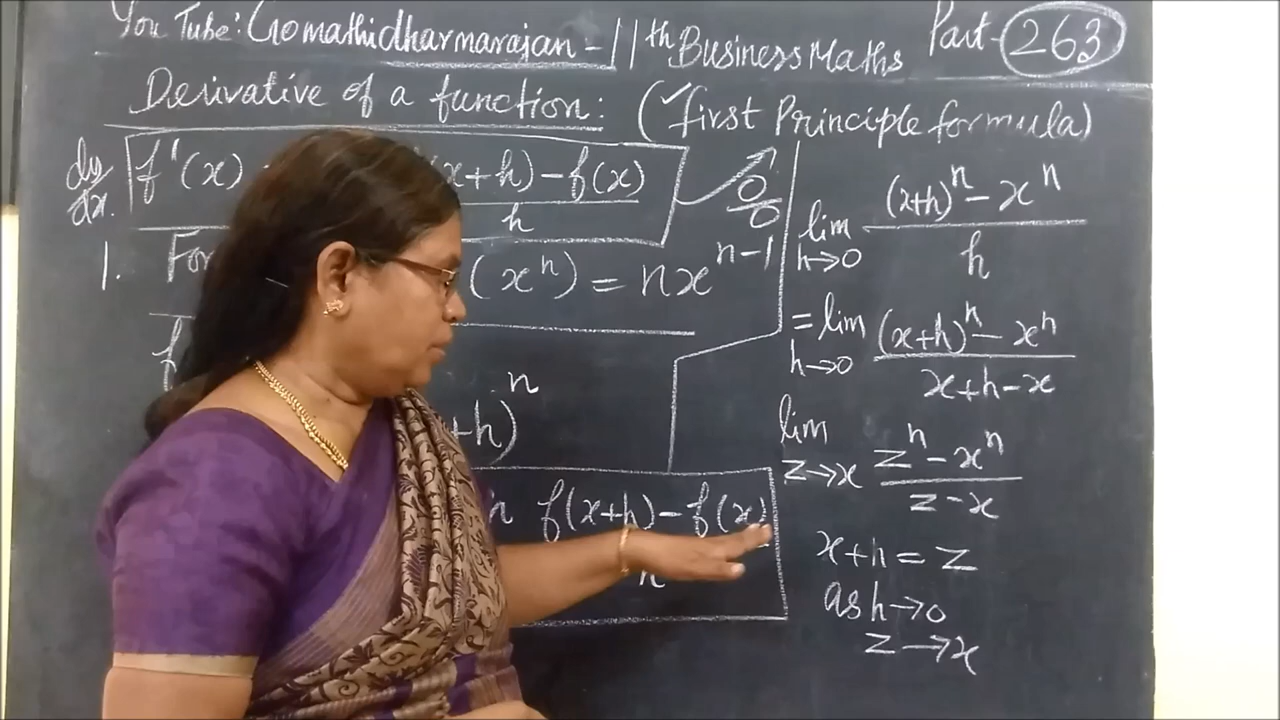 You Tube: Gomathidharmarajan - 11th Business Maths Part - 263
Derivative of a function: (✓First Principle formula)
dy/dx. f'(x) (x+h) - f(x) / h 0/0
1. For (xⁿ) = nxⁿ⁻¹
f
+h)ⁿ
f(x+h) - f(x)
h
lim h→0 (x+h)ⁿ - xⁿ / h
= lim h→0 (x+h)ⁿ - xⁿ / x+h-x
lim z→x zⁿ - xⁿ / z-x
x+h = z
as h→0
z→x